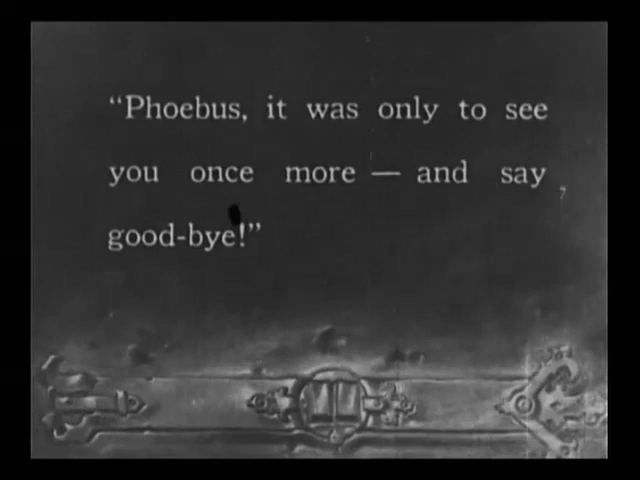 “Phoebus, it was only to see
you once more — and say
good-bye!”